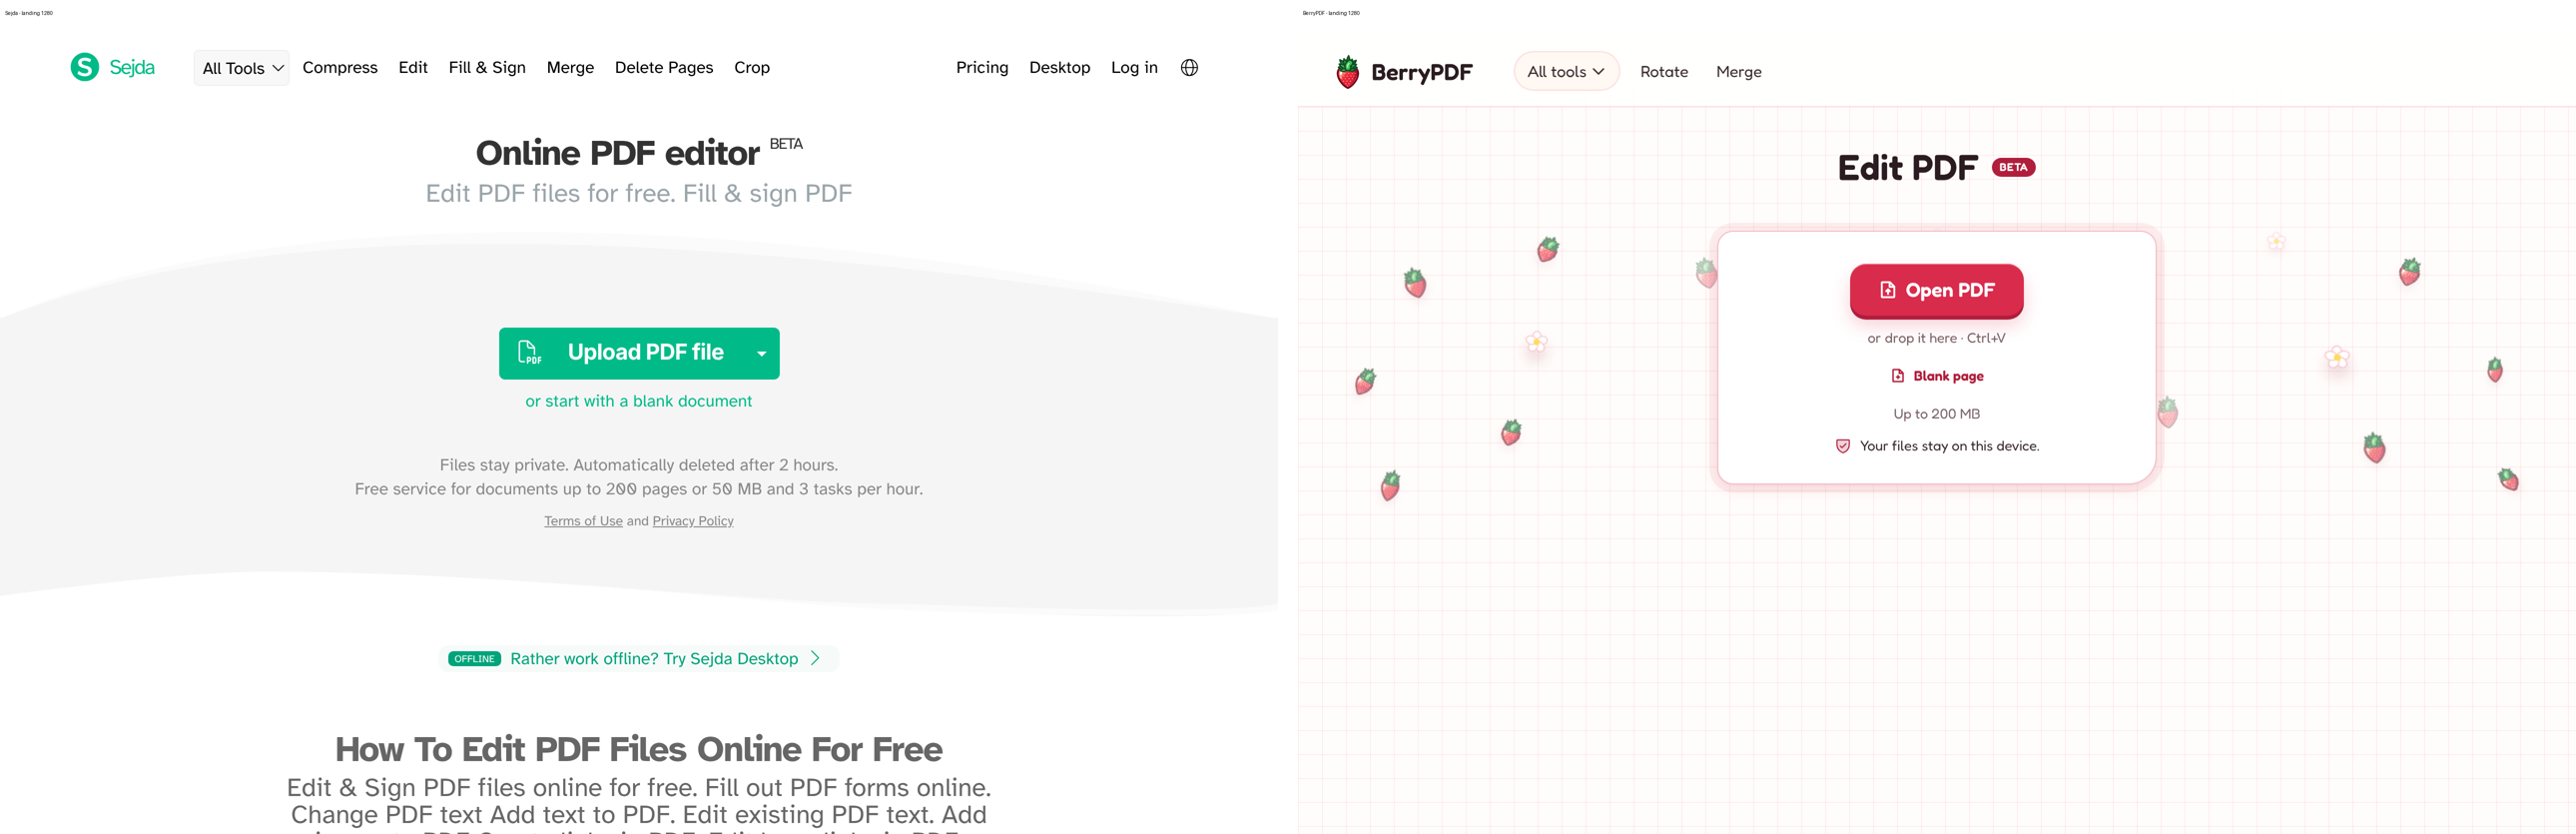 Sejda - landing 1280
S Sejda All Tools Compress Edit Fill & Sign Merge Delete Pages Crop Pricing Desktop Log in
Online PDF editor BETA
Edit PDF files for free. Fill & sign PDF
PDF Upload PDF file
or start with a blank document
Files stay private. Automatically deleted after 2 hours.
Free service for documents up to 200 pages or 50 MB and 3 tasks per hour.
Terms of Use and Privacy Policy
OFFLINE Rather work offline? Try Sejda Desktop
How To Edit PDF Files Online For Free
Edit & Sign PDF files online for free. Fill out PDF forms online.
Change PDF text Add text to PDF. Edit existing PDF text. Add
BerryPDF - landing 1280
BerryPDF All tools Rotate Merge
Edit PDF BETA
Open PDF
or drop it here · Ctrl+V
Blank page
Up to 200 MB
Your files stay on this device.